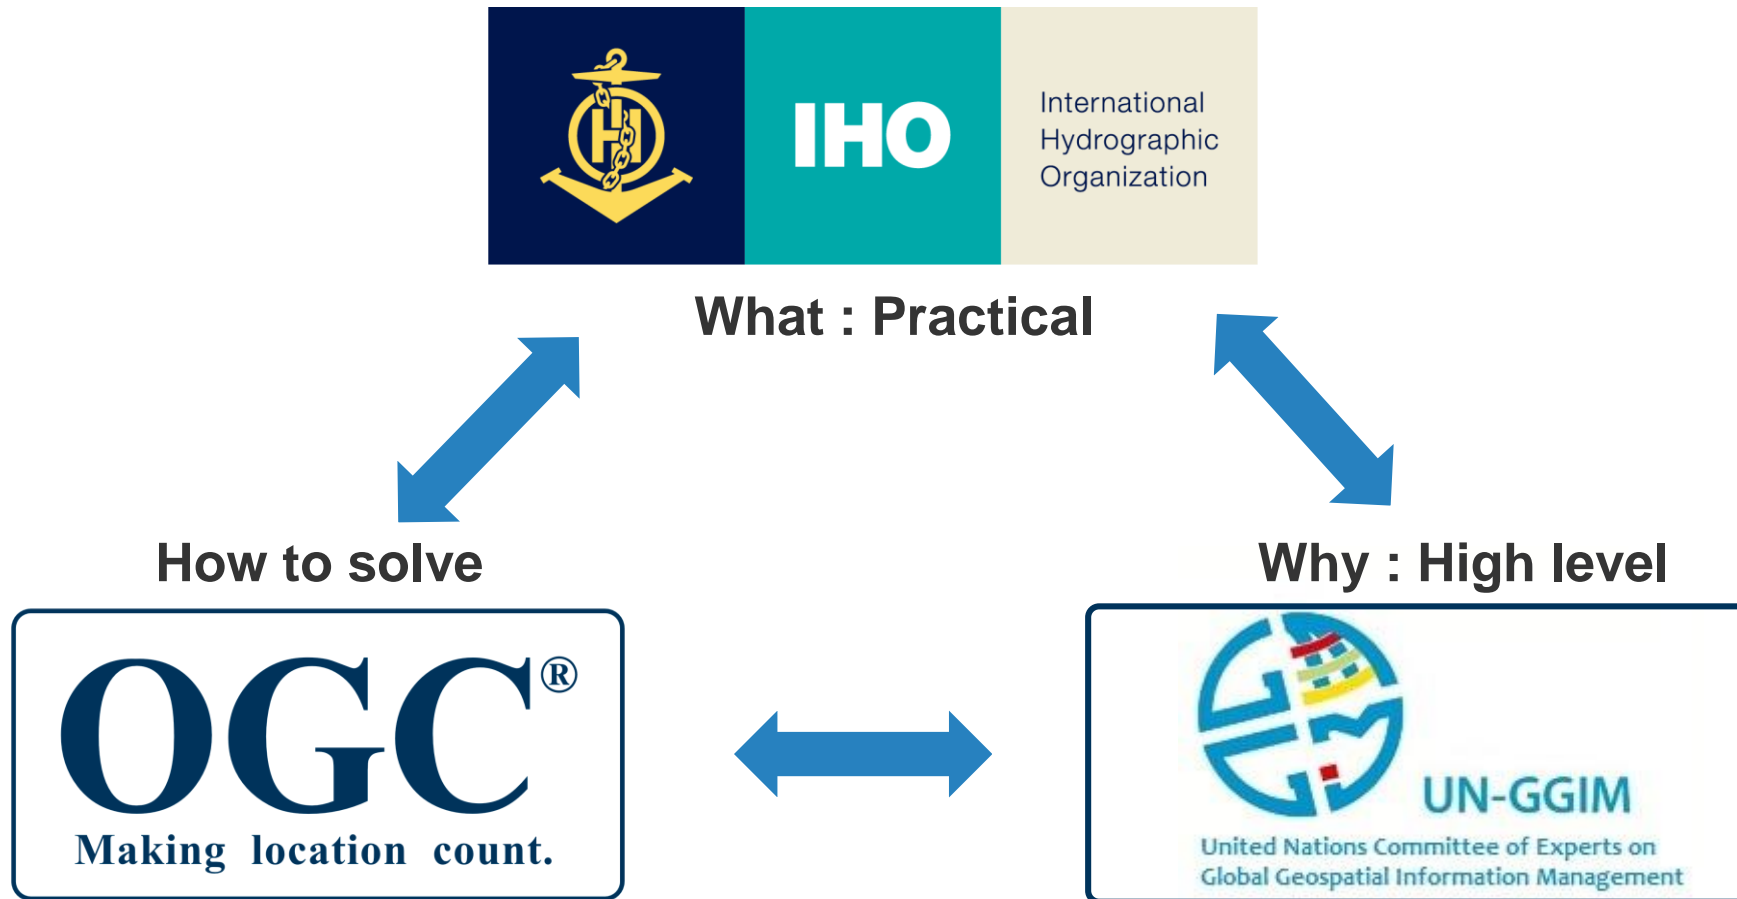 IHO
International
Hydrographic
Organization
What : Practical
How to solve
Why : High level
OGC®
Making location count.
UN-GGIM
United Nations Committee of Experts on
Global Geospatial Information Management